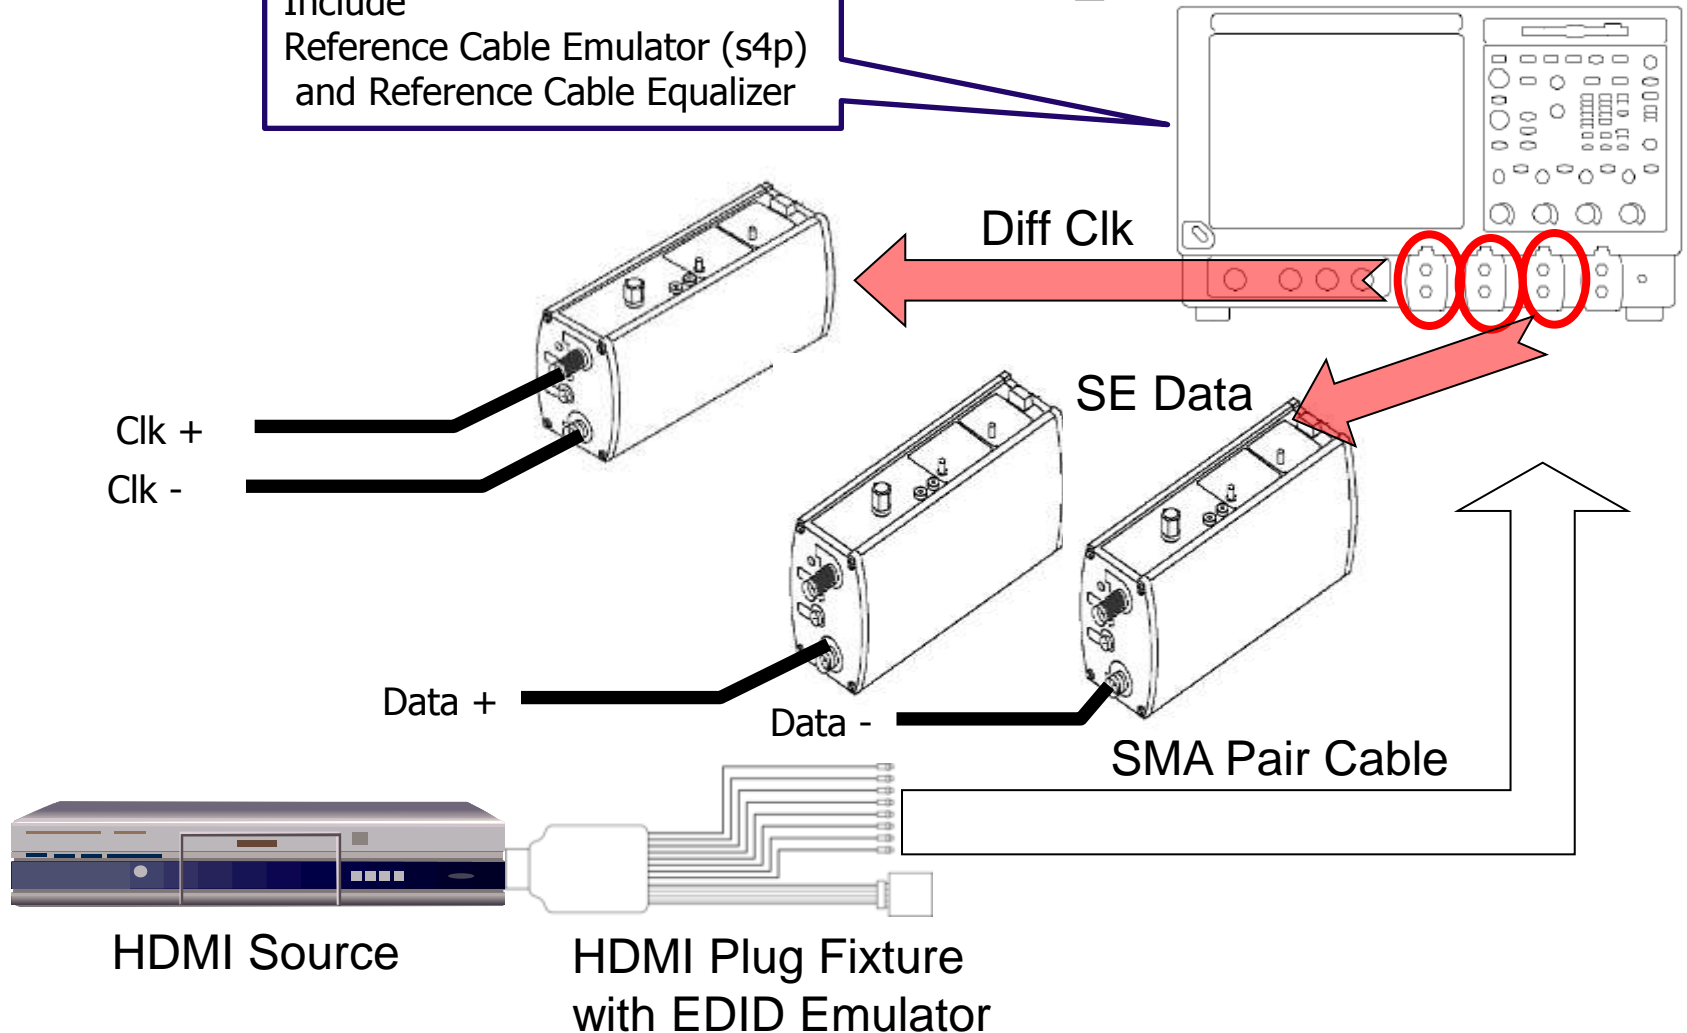 Include
Reference Cable Emulator (s4p)
and Reference Cable Equalizer
Diff Clk
SE Data
Clk +
Clk -
Data +
Data -
SMA Pair Cable
HDMI Source
HDMI Plug Fixture
with EDID Emulator